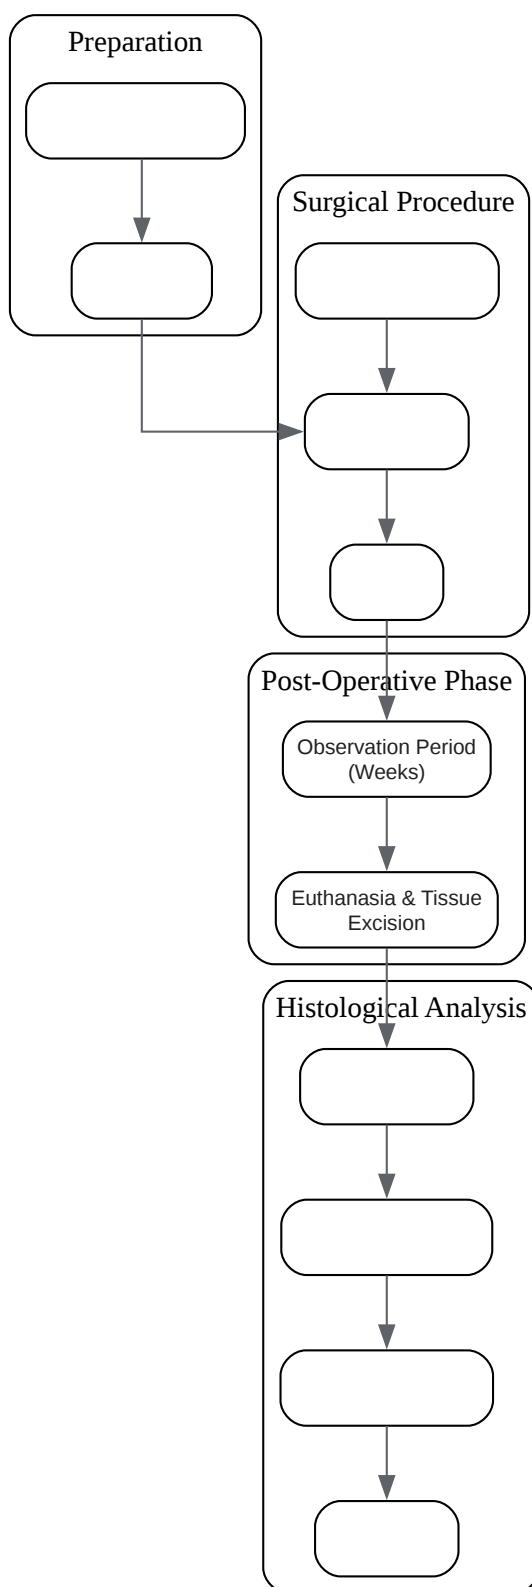 Preparation
Surgical Procedure
Post-Operative Phase
Observation Period
(Weeks)
Euthanasia & Tissue
Excision
Histological Analysis